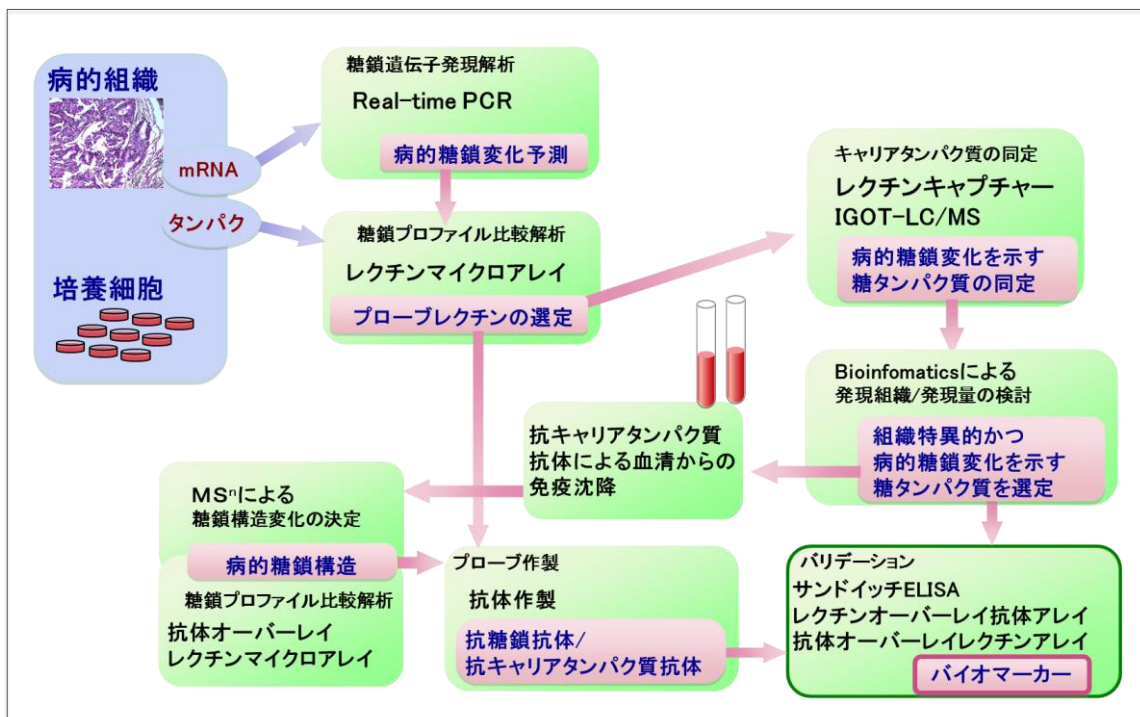 病的組織
mRNA
タンパク
培養細胞
糖鎖遺伝子発現解析
Real-time PCR
病的糖鎖変化予測
糖鎖プロファイル比較解析
レクチンマイクロアレイ
プローブレクチンの選定
キャリアタンパク質の同定
レクチンキャプチャー
IGOT-LC/MS
病的糖鎖変化を示す
糖タンパク質の同定
Bioinfomaticsによる
発現組織/発現量の検討
組織特異的かつ
病的糖鎖変化を示す
糖タンパク質を選定
抗キャリアタンパク質
抗体による血清からの
免疫沈降
MSⁿによる
糖鎖構造変化の決定
病的糖鎖構造
糖鎖プロファイル比較解析
抗体オーバーレイ
レクチンマイクロアレイ
プローブ作製
抗体作製
抗糖鎖抗体/
抗キャリアタンパク質抗体
バリデーション
サンドイッチELISA
レクチンオーバーレイ抗体アレイ
抗体オーバーレイレクチンアレイ
バイオマーカー